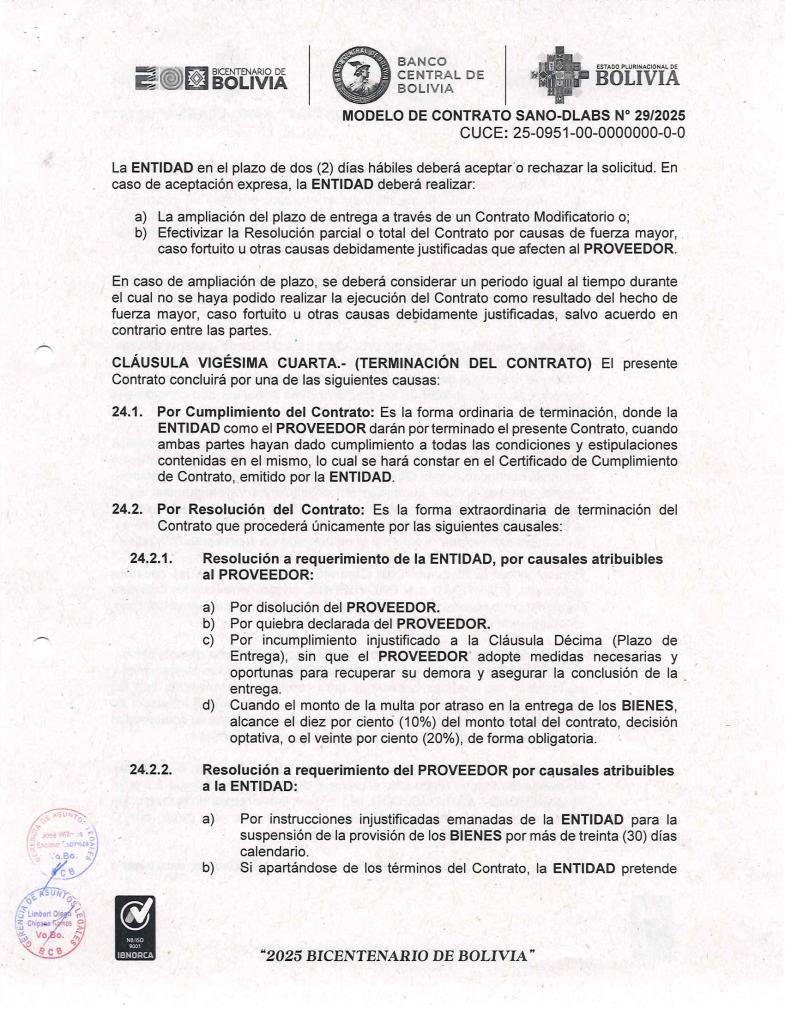 BICENTENARIO DE
BOLIVIA
BANCO
CENTRAL DE
BOLIVIA
ESTADO PLURINACIONAL DE
BOLIVIA
MODELO DE CONTRATO SANO-DLABS N° 29/2025
CUCE: 25-0951-00-0000000-0-0
La ENTIDAD en el plazo de dos (2) días hábiles deberá aceptar o rechazar la solicitud. En
caso de aceptación expresa, la ENTIDAD deberá realizar:
a) La ampliación del plazo de entrega a través de un Contrato Modificatorio o;
b) Efectivizar la Resolución parcial o total del Contrato por causas de fuerza mayor,
caso fortuito u otras causas debidamente justificadas que afecten al PROVEEDOR.
En caso de ampliación de plazo, se deberá considerar un periodo igual al tiempo durante
el cual no se haya podido realizar la ejecución del Contrato como resultado del hecho de
fuerza mayor, caso fortuito u otras causas debidamente justificadas, salvo acuerdo en
contrario entre las partes.
CLÁUSULA VIGÉSIMA CUARTA.- (TERMINACIÓN DEL CONTRATO) El presente
Contrato concluirá por una de las siguientes causas:
24.1. Por Cumplimiento del Contrato: Es la forma ordinaria de terminación, donde la
ENTIDAD como el PROVEEDOR darán por terminado el presente Contrato, cuando
ambas partes hayan dado cumplimiento a todas las condiciones y estipulaciones
contenidas en el mismo, lo cual se hará constar en el Certificado de Cumplimiento
de Contrato, emitido por la ENTIDAD.
24.2. Por Resolución del Contrato: Es la forma extraordinaria de terminación del
Contrato que procederá únicamente por las siguientes causales:
24.2.1. Resolución a requerimiento de la ENTIDAD, por causales atribuibles
al PROVEEDOR:
a) Por disolución del PROVEEDOR.
b) Por quiebra declarada del PROVEEDOR.
c) Por incumplimiento injustificado a la Cláusula Décima (Plazo de
Entrega), sin que el PROVEEDOR adopte medidas necesarias y
oportunas para recuperar su demora y asegurar la conclusión de la
entrega.
d) Cuando el monto de la multa por atraso en la entrega de los BIENES,
alcance el diez por ciento (10%) del monto total del contrato, decisión
optativa, o el veinte por ciento (20%), de forma obligatoria.
24.2.2. Resolución a requerimiento del PROVEEDOR por causales atribuibles
a la ENTIDAD:
a) Por instrucciones injustificadas emanadas de la ENTIDAD para la
suspensión de la provisión de los BIENES por más de treinta (30) días
calendario.
b) Si apartándose de los términos del Contrato, la ENTIDAD pretende
GERENCIA DE ASUNTOS LEGALES
José
Vo.Bo.
BCB
GERENCIA DE ASUNTOS LEGALES
Limbert Diego
Vo.Bo.
BCB
NB/ISO
9001
IBNORCA
"2025 BICENTENARIO DE BOLIVIA"